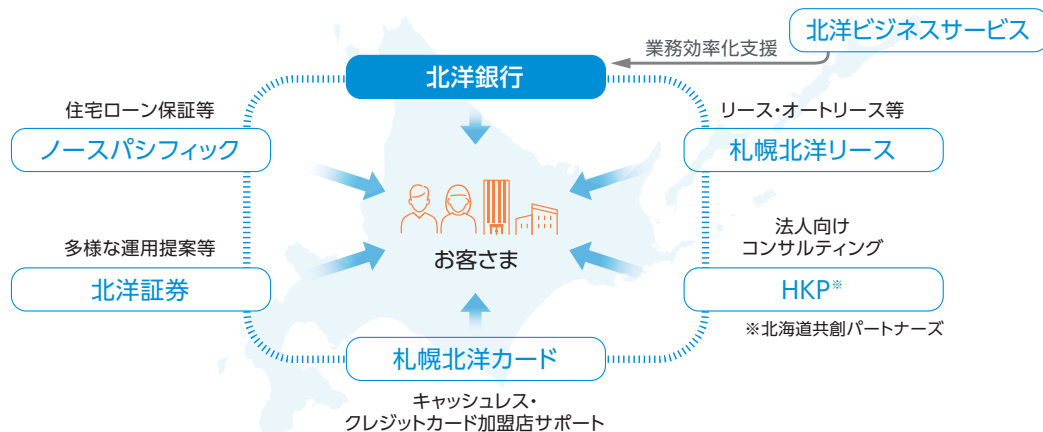 北洋ビジネスサービス
業務効率化支援
北洋銀行
住宅ローン保証等
ノースパシフィック
リース・オートリース等
札幌北洋リース
お客さま
多様な運用提案等
北洋証券
法人向け
コンサルティング
HKP※
※北海道共創パートナーズ
札幌北洋カード
キャッシュレス・
クレジットカード加盟店サポート